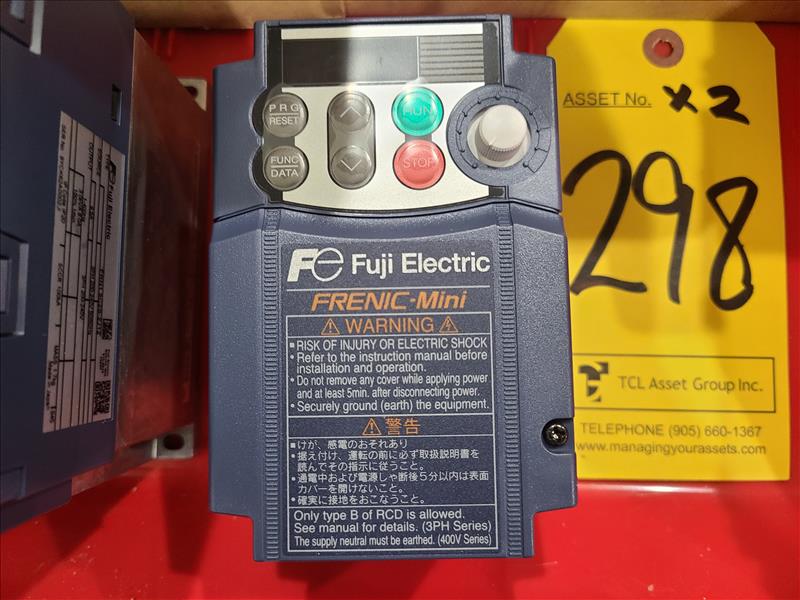 PRG
RESET
RUN
FUNC
DATA
STOP
Fe Fuji Electric
FRENIC-Mini
⚠ WARNING ⚠
■ RISK OF INJURY OR ELECTRIC SHOCK
• Refer to the instruction manual before
installation and operation.
• Do not remove any cover while applying power
and at least 5min. after disconnecting power.
• Securely ground (earth) the equipment.
⚠ 警告
■ けが、感電のおそれあり
• 据え付け、運転の前に必ず取扱説明書を
読んでその指示に従うこと。
• 通電中および電源しゃ断後5分以内は表面
カバーを開けないこと。
• 確実に接地をおこなうこと。
Only type B of RCD is allowed.
See manual for details. (3PH Series)
The supply neutral must be earthed. (400V Series)
ASSET No. x2
298
TCL Asset Group Inc.
TELEPHONE (905) 660-1367
www.managingyourassets.com
Fuji Electric